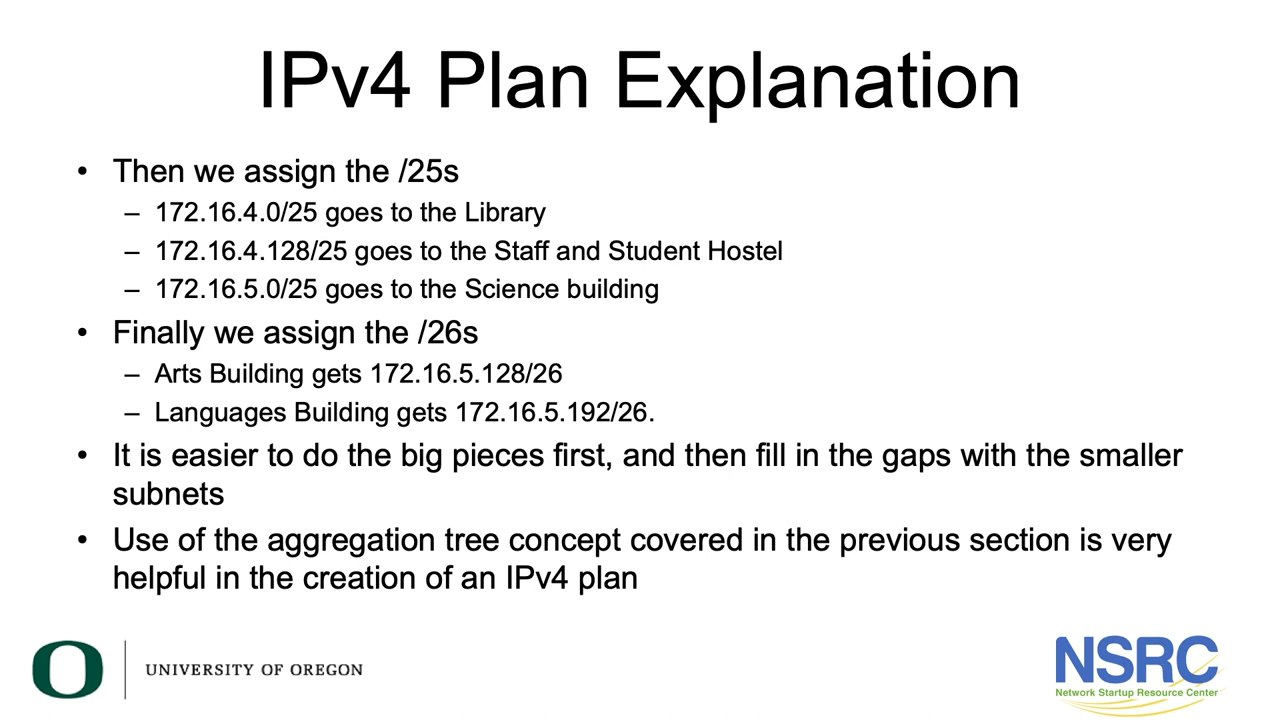 IPv4 Plan Explanation
• Then we assign the /25s
– 172.16.4.0/25 goes to the Library
– 172.16.4.128/25 goes to the Staff and Student Hostel
– 172.16.5.0/25 goes to the Science building
• Finally we assign the /26s
– Arts Building gets 172.16.5.128/26
– Languages Building gets 172.16.5.192/26.
• It is easier to do the big pieces first, and then fill in the gaps with the smaller
subnets
• Use of the aggregation tree concept covered in the previous section is very
helpful in the creation of an IPv4 plan
O
UNIVERSITY OF OREGON
NSRC
Network Startup Resource Center